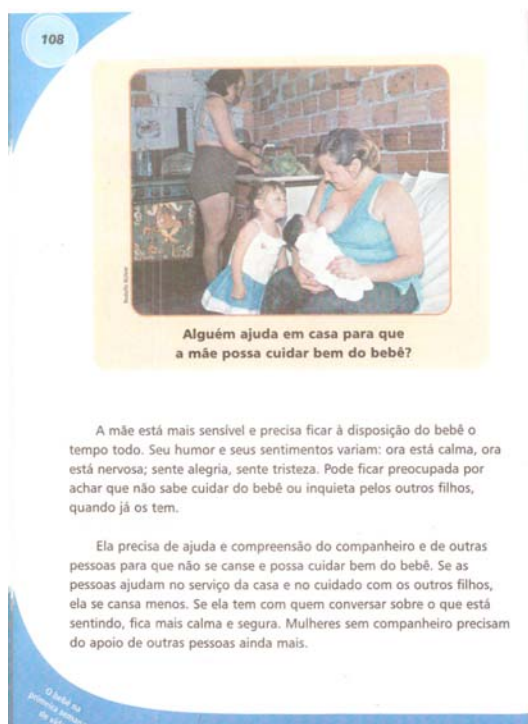 108
Alguém ajuda em casa para que
a mãe possa cuidar bem do bebê?
A mãe está mais sensível e precisa ficar à disposição do bebê o
tempo todo. Seu humor e seus sentimentos variam: ora está calma, ora
está nervosa; sente alegria, sente tristeza. Pode ficar preocupada por
achar que não sabe cuidar do bebê ou inquieta pelos outros filhos,
quando já os tem.
Ela precisa de ajuda e compreensão do companheiro e de outras
pessoas para que não se canse e possa cuidar bem do bebê. Se as
pessoas ajudam no serviço da casa e no cuidado com os outros filhos,
ela se cansa menos. Se ela tem com quem conversar sobre o que está
sentindo, fica mais calma e segura. Mulheres sem companheiro precisam
do apoio de outras pessoas ainda mais.
O bebê na
primeira semana
de vida